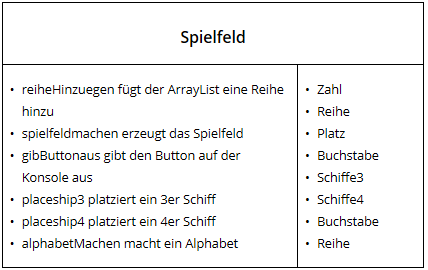 Spielfeld
• reiheHinzuegen fügt der ArrayList eine Reihe
hinzu
• spielfeldmachen erzeugt das Spielfeld
• gibButtonaus gibt den Button auf der
Konsole aus
• placeship3 platziert ein 3er Schiff
• placeship4 platziert ein 4er Schiff
• alphabetMachen macht ein Alphabet
• Zahl
• Reihe
• Platz
• Buchstabe
• Schiffe3
• Schiffe4
• Buchstabe
• Reihe